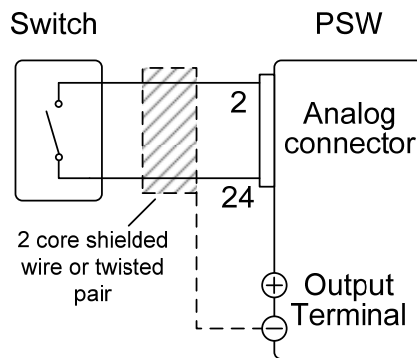 Switch
PSW
2
Analog
connector
24
2 core shielded
wire or twisted
pair
+
Output
Terminal
-